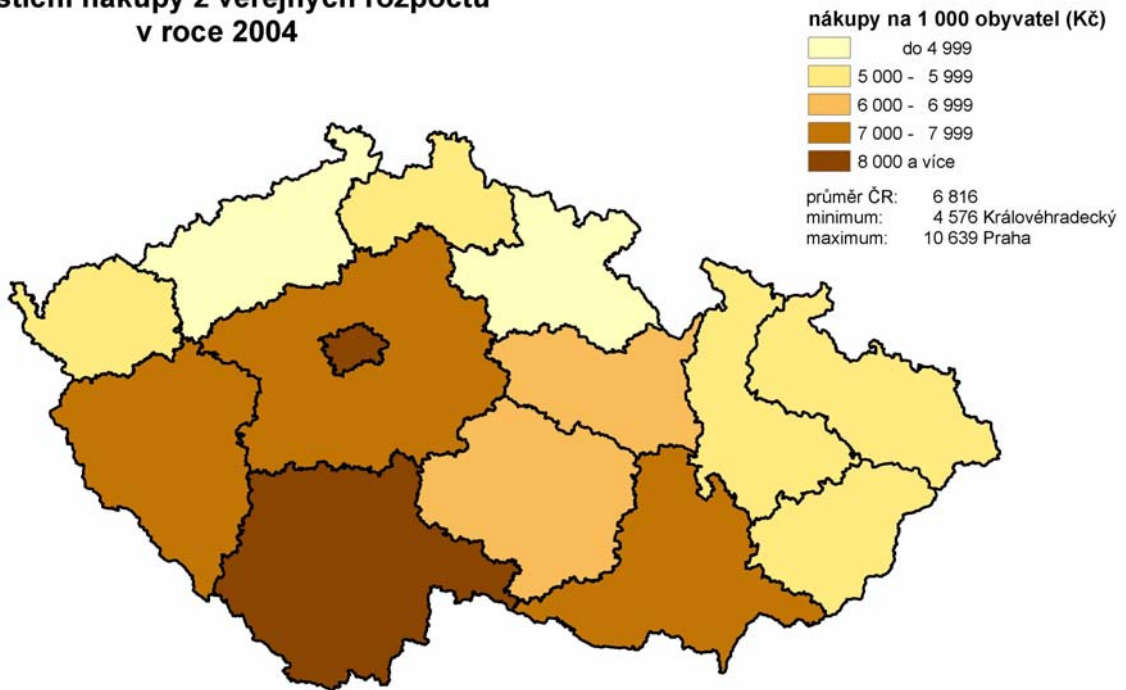 z veřejných rozpočtů
v roce 2004
nákupy na 1 000 obyvatel (Kč)
do 4 999
5 000 - 5 999
6 000 - 6 999
7 000 - 7 999
8 000 a více
průměr ČR: 6 816
minimum: 4 576 Královéhradecký
maximum: 10 639 Praha